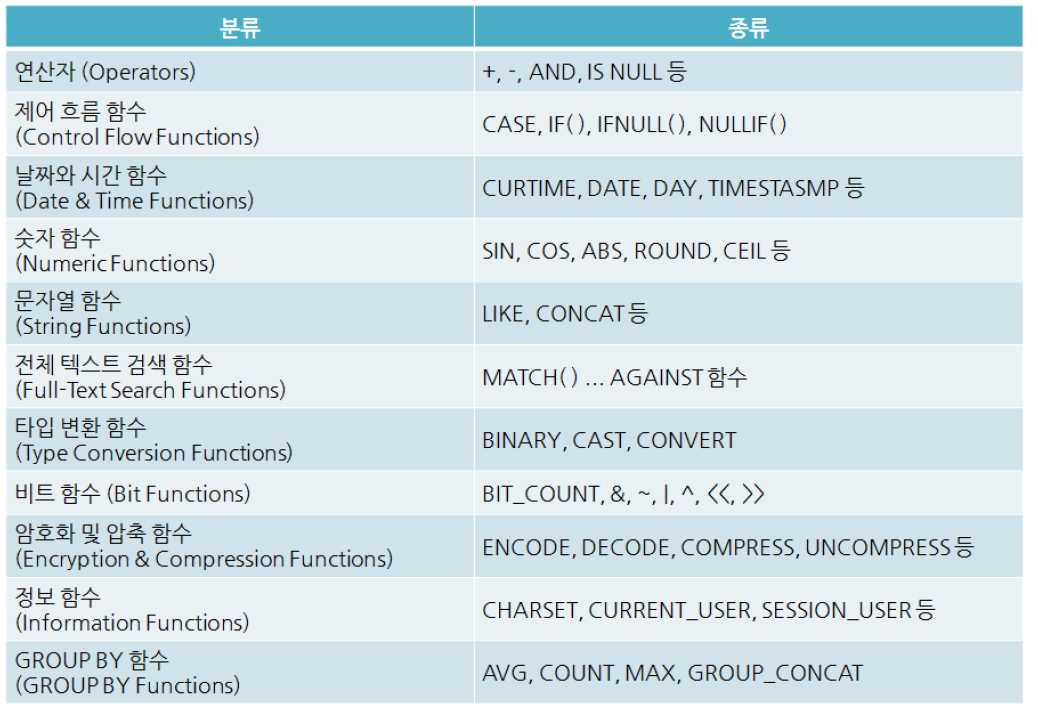 분류 종류
연산자 (Operators) +, -, AND, IS NULL 등
제어 흐름 함수
(Control Flow Functions) CASE, IF( ), IFNULL( ), NULLIF( )
날짜와 시간 함수
(Date & Time Functions) CURTIME, DATE, DAY, TIMESTASMP 등
숫자 함수
(Numeric Functions) SIN, COS, ABS, ROUND, CEIL 등
문자열 함수
(String Functions) LIKE, CONCAT 등
전체 텍스트 검색 함수
(Full-Text Search Functions) MATCH( ) ... AGAINST 함수
타입 변환 함수
(Type Conversion Functions) BINARY, CAST, CONVERT
비트 함수 (Bit Functions) BIT_COUNT, &, ~, |, ^, <<, >>
암호화 및 압축 함수
(Encryption & Compression Functions) ENCODE, DECODE, COMPRESS, UNCOMPRESS 등
정보 함수
(Information Functions) CHARSET, CURRENT_USER, SESSION_USER 등
GROUP BY 함수
(GROUP BY Functions) AVG, COUNT, MAX, GROUP_CONCAT